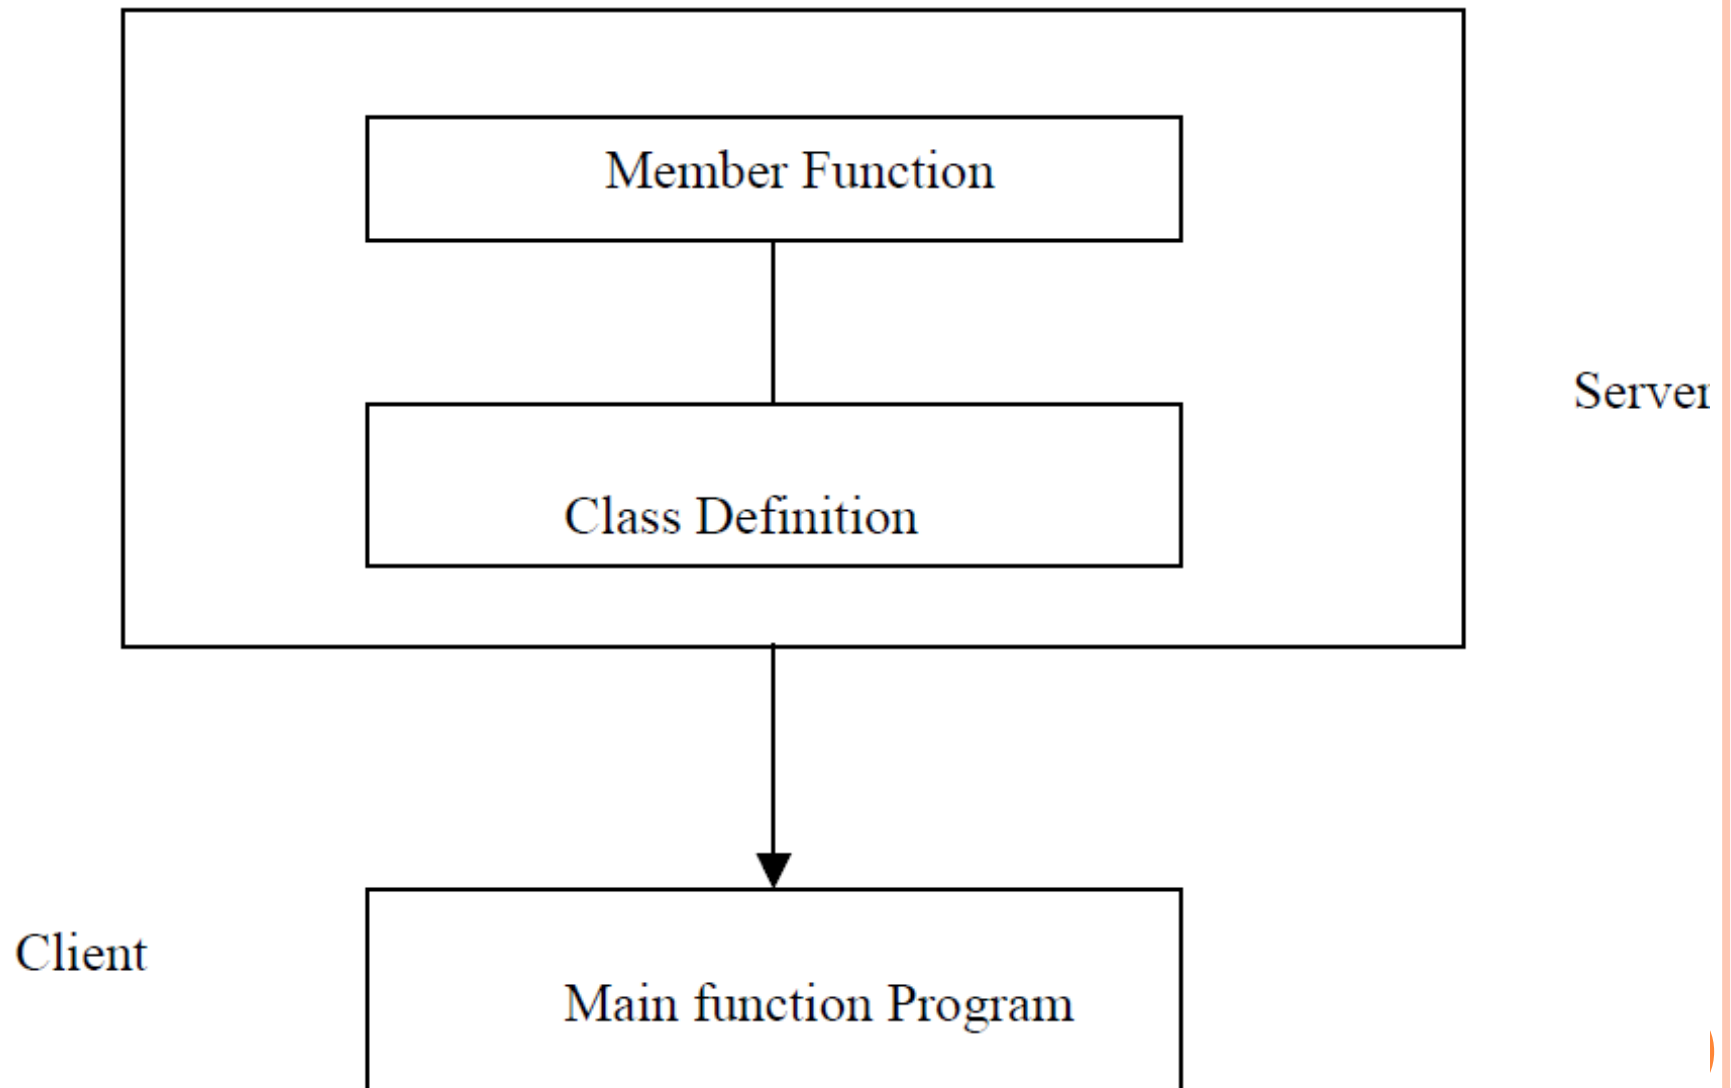 Member Function
Server
Class Definition
Client
Main function Program